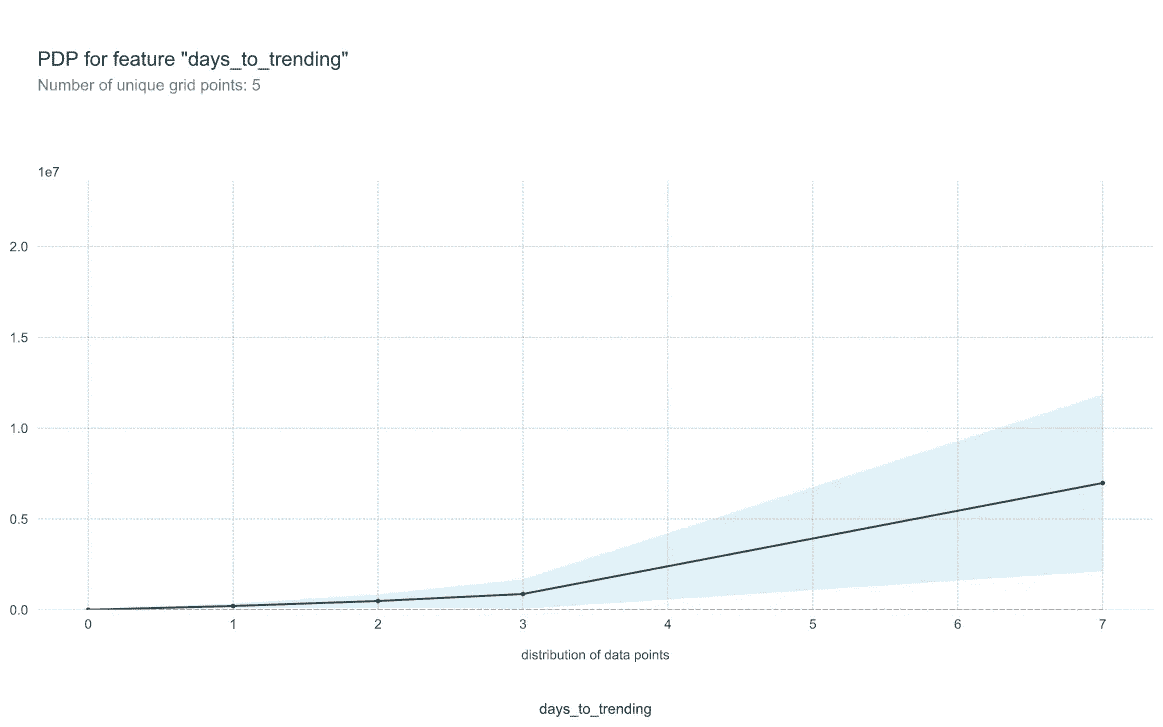 PDP for feature "days_to_trending"
Number of unique grid points: 5
1e7
2.0
1.5
1.0
0.5
0.0
0 1 2 3 4 5 6 7
distribution of data points
days_to_trending